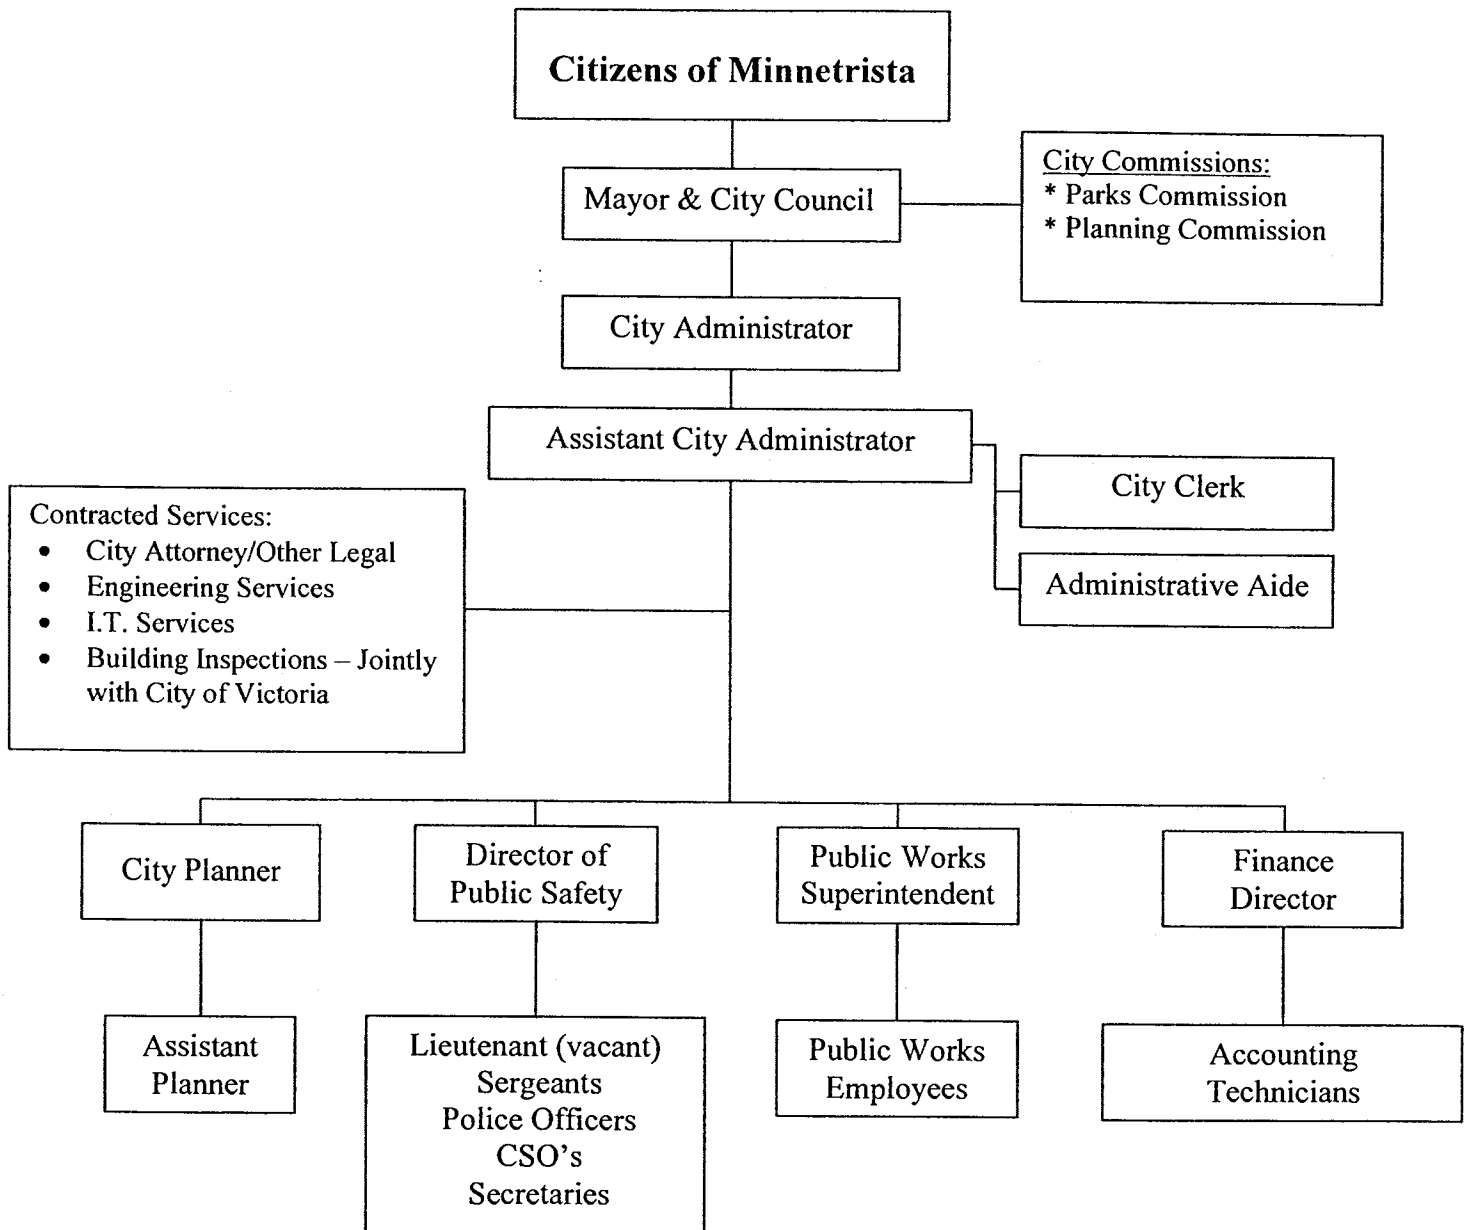 Citizens of Minnetrista
Mayor & City Council
City Commissions:
* Parks Commission
* Planning Commission
City Administrator
Assistant City Administrator
City Clerk
Administrative Aide
Contracted Services:
• City Attorney/Other Legal
• Engineering Services
• I.T. Services
• Building Inspections – Jointly
with City of Victoria
City Planner
Director of
Public Safety
Public Works
Superintendent
Finance
Director
Assistant
Planner
Lieutenant (vacant)
Sergeants
Police Officers
CSO's
Secretaries
Public Works
Employees
Accounting
Technicians